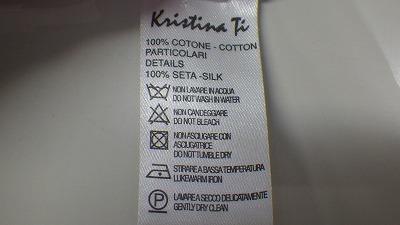 Kristina Ti
100% COTONE - COTTON
PARTICOLARI
DETAILS
100% SETA-SILK
NON LAVARE IN ACQUA
DO NOT WASH IN WATER
NON CANDEGGIARE
DO NOT BLEACH
NON ASCIUGARE CON
ASCIUGATRICE
DO NOT TUMBLE DRY
STIRARE A BASSA TEMPERATURA
LUKEWARM IRON
P
LAVARE A SECCO DELICATAMENTE
GENTLY DRY CLEAN